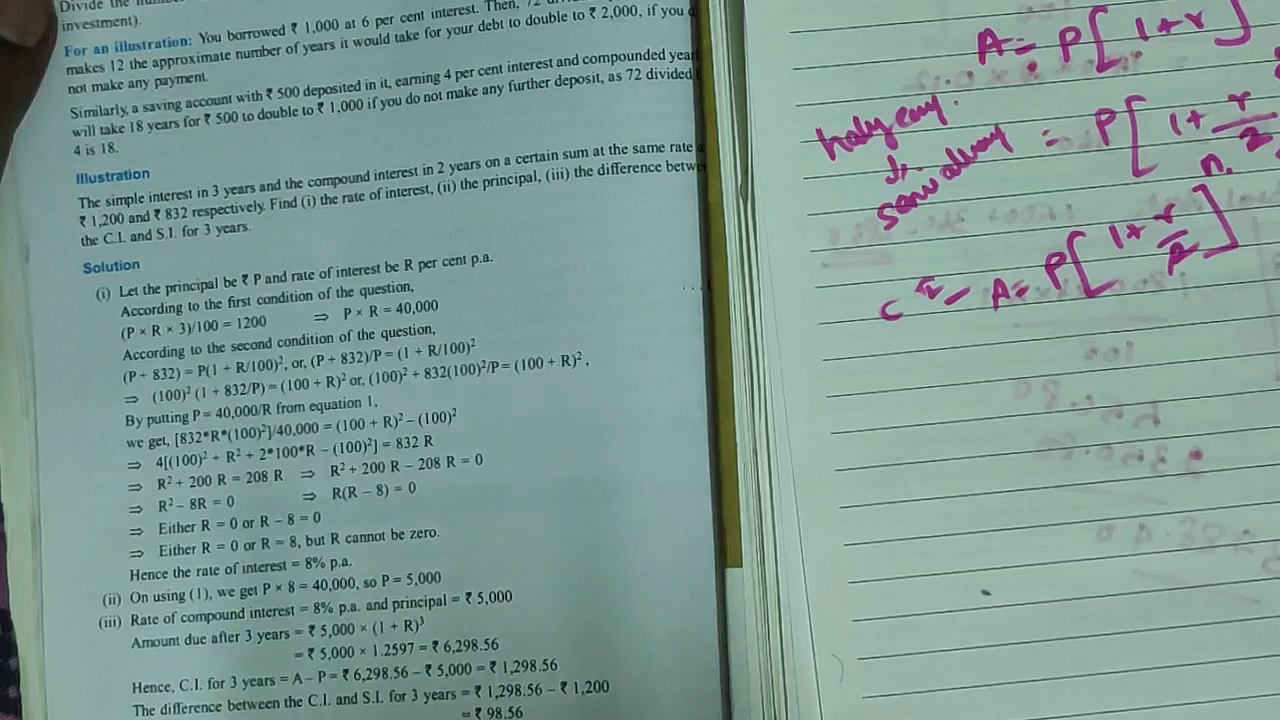 Divide the
investment).
For an illustration: You borrowed ₹ 1,000 at 6 per cent interest. Then, 72
makes 12 the approximate number of years it would take for your debt to double to ₹ 2,000, if you
not make any payment.
Similarly, a saving account with ₹ 500 deposited in it, earning 4 per cent interest and compounded year
will take 18 years for ₹ 500 to double to ₹ 1,000 if you do not make any further deposit, as 72 divided
4 is 18.
Illustration
The simple interest in 3 years and the compound interest in 2 years on a certain sum at the same rate
₹ 1,200 and ₹ 832 respectively. Find (i) the rate of interest, (ii) the principal, (iii) the difference betwe
the C.I. and S.I. for 3 years.
Solution
(i) Let the principal be ₹ P and rate of interest be R per cent p.a.
According to the first condition of the question,
(P × R × 3)/100 = 1200 ⇒ P × R = 40,000
According to the second condition of the question,
(P + 832) = P(1 + R/100)², or, (P + 832)/P = (1 + R/100)²
⇒ (100)² (1 + 832/P) = (100 + R)² or, (100)² + 832(100)²/P = (100 + R)²,
By putting P = 40,000/R from equation 1,
we get, [832*R*(100)²]/40,000 = (100 + R)² – (100)²
⇒ 4[(100)² + R² + 2*100*R – (100)²] = 832 R
⇒ R² + 200 R = 208 R ⇒ R² + 200 R – 208 R = 0
⇒ R² – 8R = 0 ⇒ R(R – 8) = 0
⇒ Either R = 0 or R – 8 = 0
⇒ Either R = 0 or R = 8, but R cannot be zero.
Hence the rate of interest = 8% p.a.
(ii) On using (1), we get P × 8 = 40,000, so P = 5,000
(iii) Rate of compound interest = 8% p.a. and principal = ₹ 5,000
Amount due after 3 years = ₹ 5,000 × (1 + R)³
= ₹ 5,000 × 1.2597 = ₹ 6,298.56
Hence, C.I. for 3 years = A – P = ₹ 6,298.56 – ₹ 5,000 = ₹ 1,298.56
The difference between the C.I. and S.I. for 3 years = ₹ 1,298.56 – ₹ 1,200
= ₹ 98.56
A = P[1+r]
= P[1+ r/2
A = P[1+ r